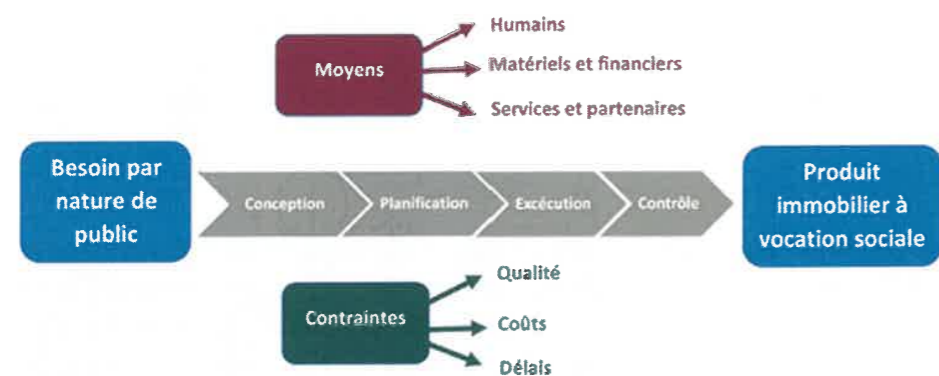 Humains
Moyens
Matériels et financiers
Services et partenaires
Besoin par
nature de
public
Conception
Planification
Excécution
Contrôle
Produit
immobilier à
vocation sociale
Qualité
Contraintes
Coûts
Délais